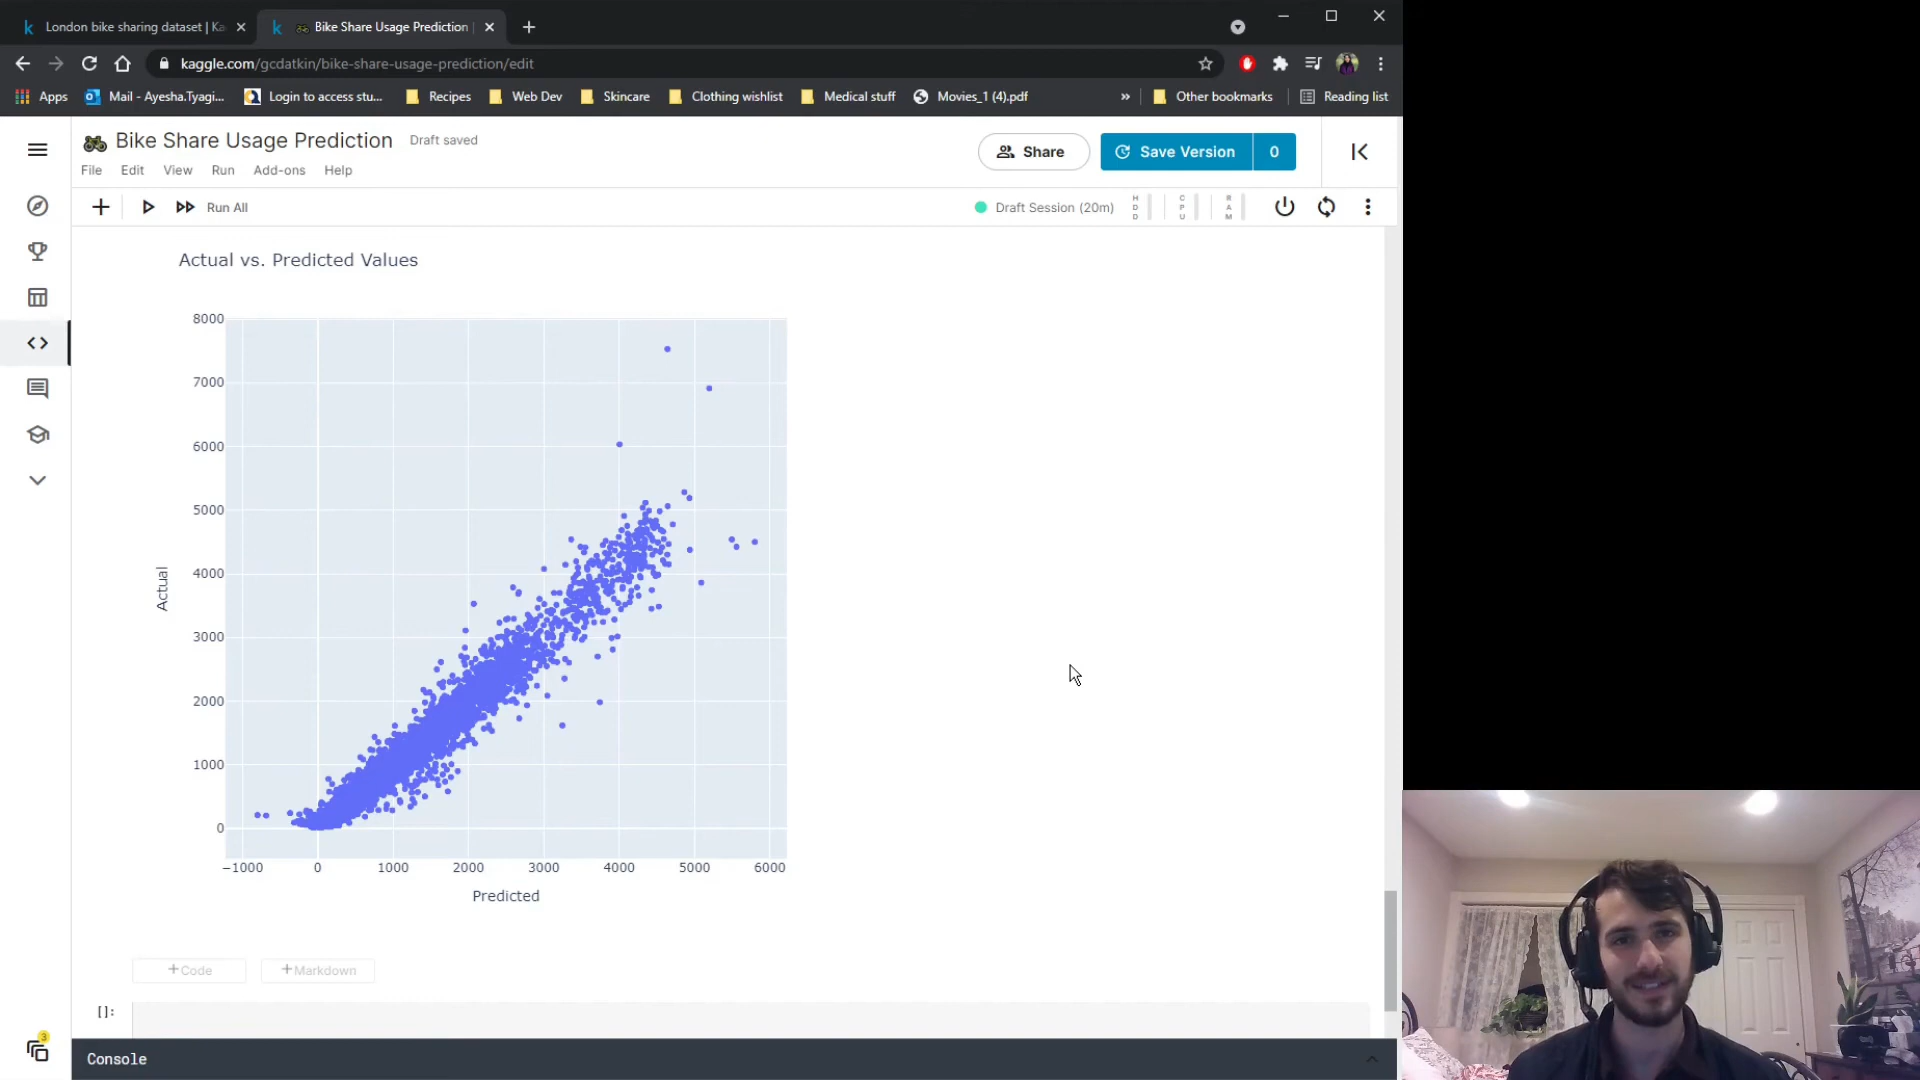 London bike sharing dataset | Ka
Bike Share Usage Prediction
kaggle.com/gcdatkin/bike-share-usage-prediction/edit
Apps
Mail - Ayesha.Tyagi...
Login to access stu...
Recipes
Web Dev
Skincare
Clothing wishlist
Medical stuff
Movies_1 (4).pdf
»
Other bookmarks
Reading list
Bike Share Usage Prediction
Draft saved
Share
Save Version
0
File
Edit
View
Run
Add-ons
Help
Run All
Draft Session (20m)
HDD
CPU
RAM
Actual vs. Predicted Values
8000
7000
6000
5000
4000
3000
2000
1000
0
Actual
−1000
0
1000
2000
3000
4000
5000
6000
Predicted
+Code
+Markdown
[]:
3
Console